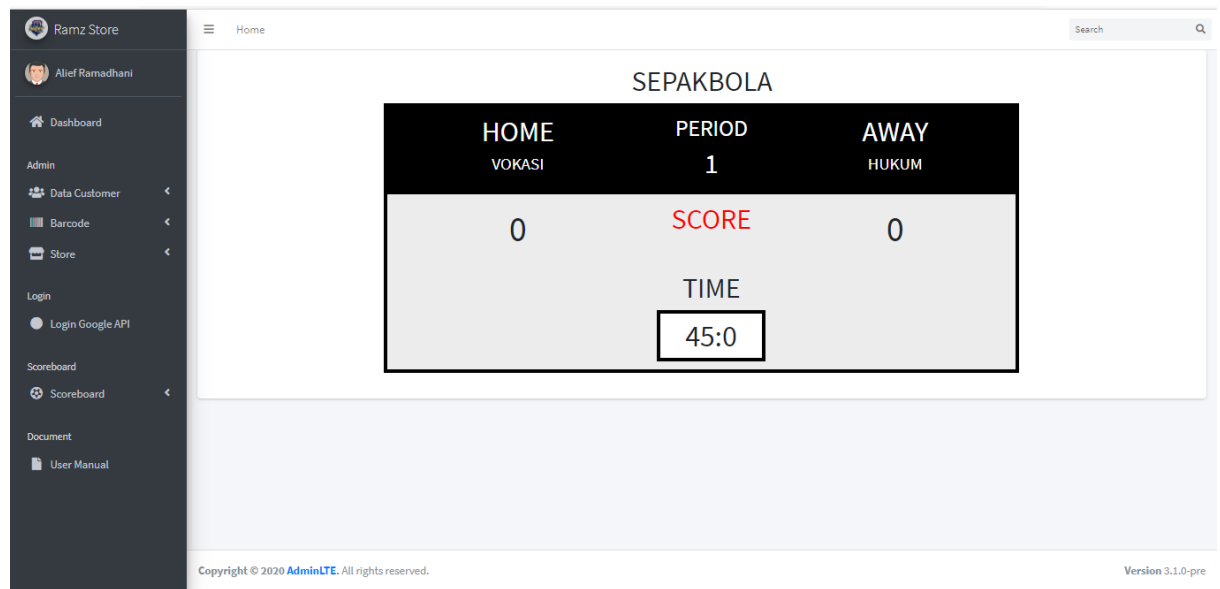 Ramz Store
Home
Search
Alief Ramadhani
Dashboard
Admin
Data Customer
Barcode
Store
Login
Login Google API
Scoreboard
Scoreboard
Document
User Manual
SEPAKBOLA
HOME PERIOD AWAY
VOKASI 1 HUKUM
0 SCORE 0
TIME
45:0
Copyright © 2020 AdminLTE. All rights reserved.
Version 3.1.0-pre